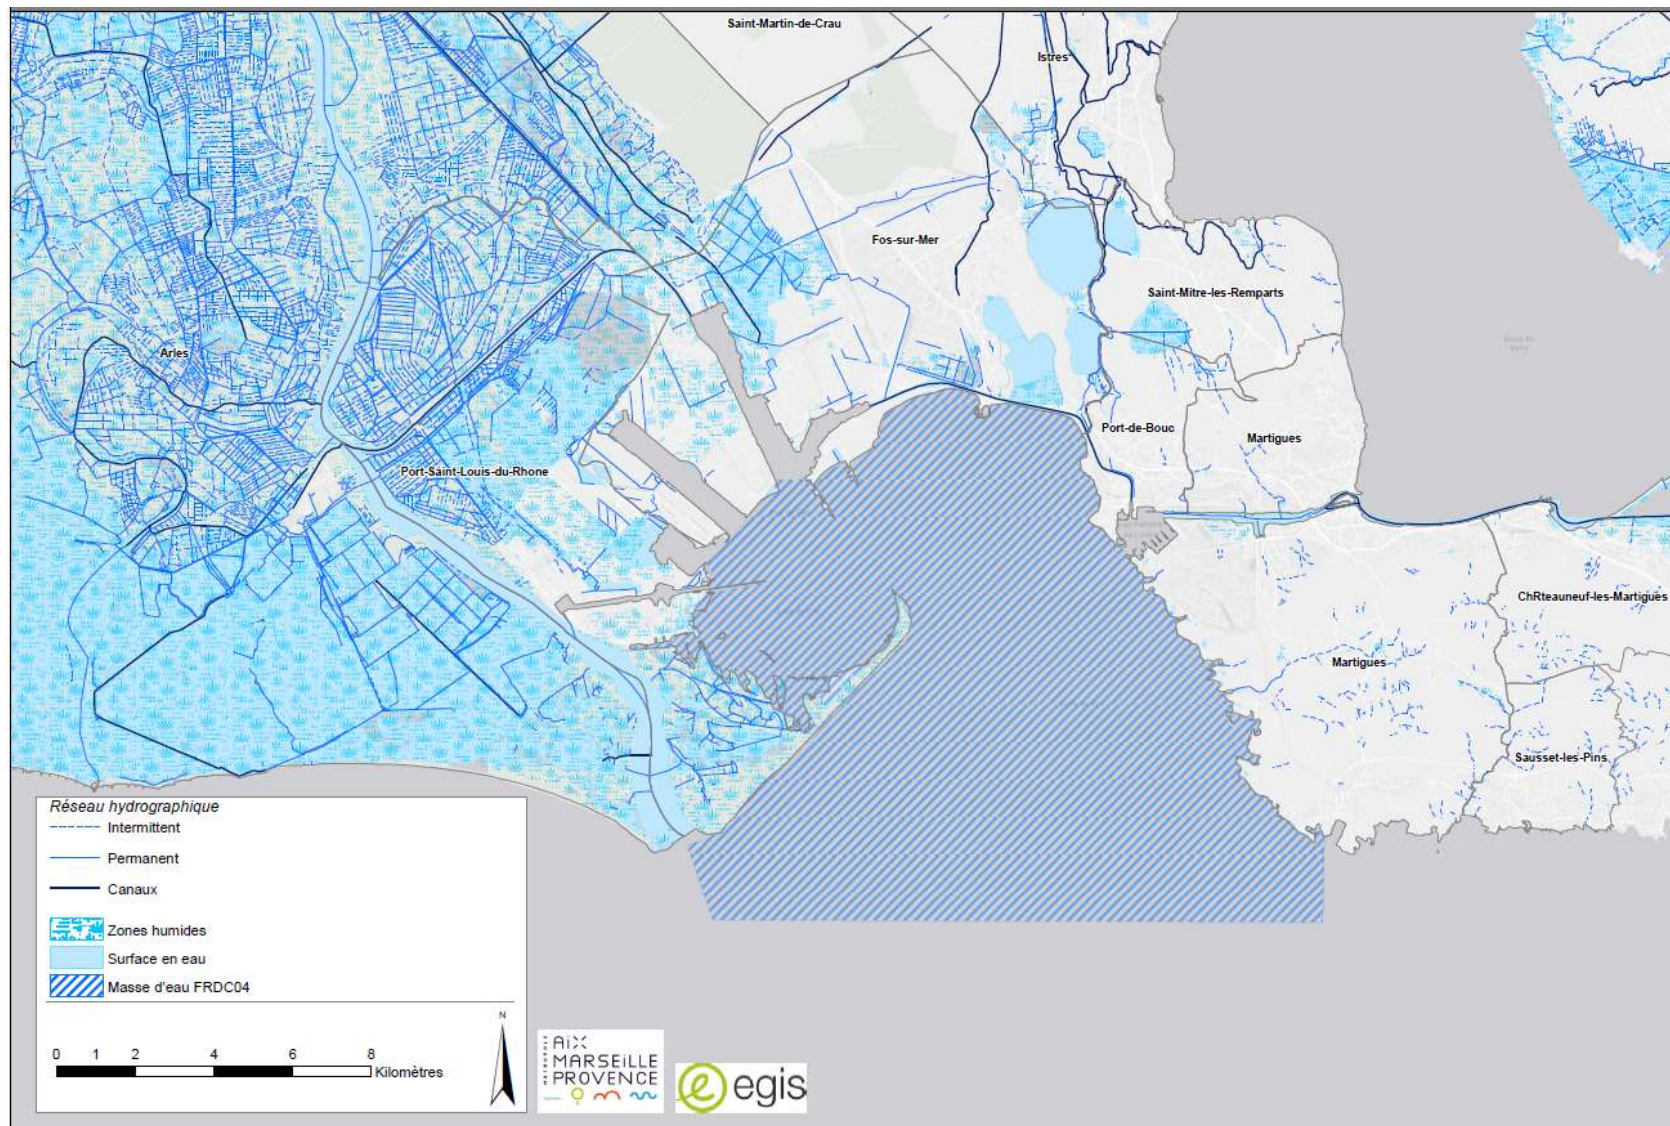 Saint-Martin-de-Crau
Istres
Fos-sur-Mer
Saint-Mitre-les-Remparts
Arles
Port-de-Bouc
Martigues
Port-Saint-Louis-du-Rhone
ChRteauneuf-les-Martigues
Martigues
Sausset-les-Pins
Réseau hydrographique
Intermittent
Permanent
Canaux
Zones humides
Surface en eau
Masse d'eau FRDC04
N
0 1 2 4 6 8
Kilomètres
AIX
MARSEILLE
PROVENCE
egis